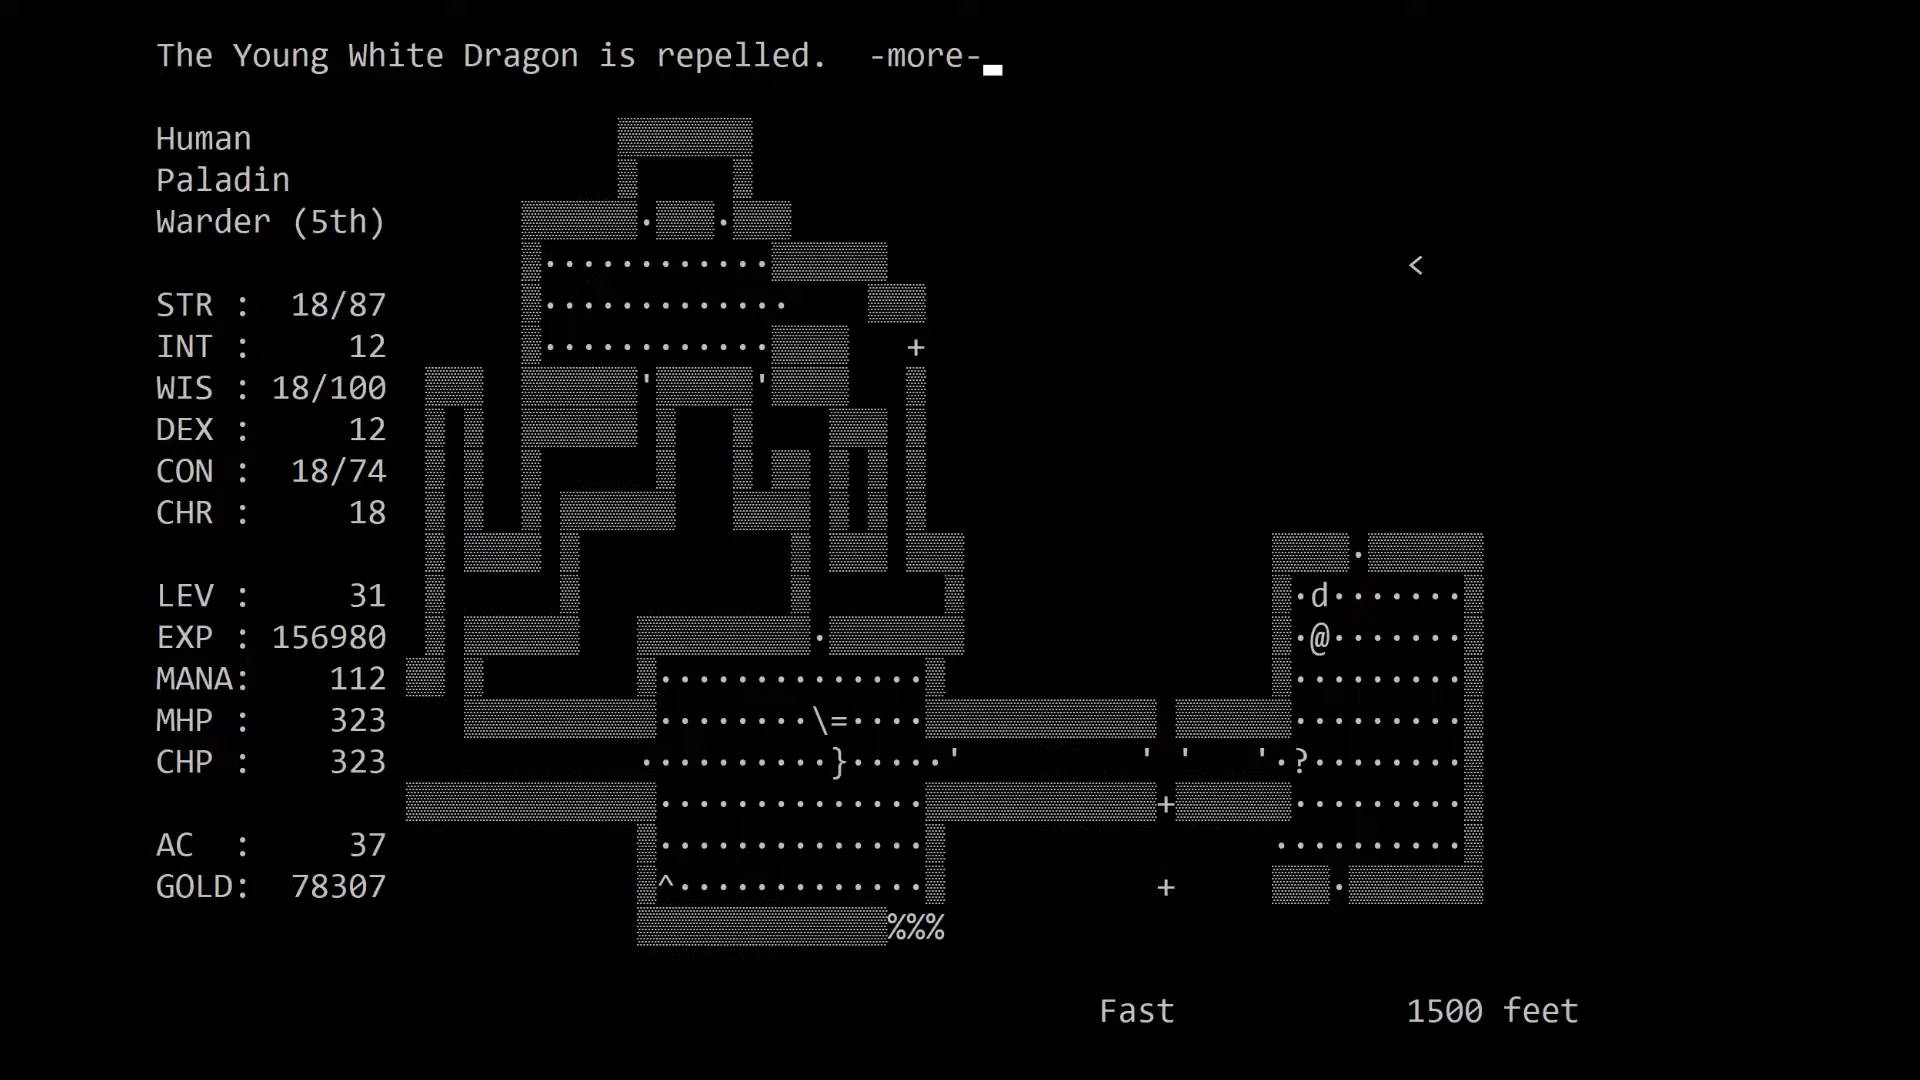 The Young White Dragon is repelled.  -more-
Human
Paladin
Warder (5th)
.   .
............
<
STR :  18/87
.............
INT :     12
............ +
WIS : 18/100
' '
DEX :     12
CON :  18/74
CHR :     18
.
LEV :     31
.d.......
EXP : 156980
. .@.......
MANA:    112
.............. .........
MHP :    323
........\=.... .........
CHP :    323
..........}.....' ' ' '.?........
.............. + .........
AC  :     37
.............. ..........
GOLD:  78307
^............. + .
%%%
Fast 1500 feet